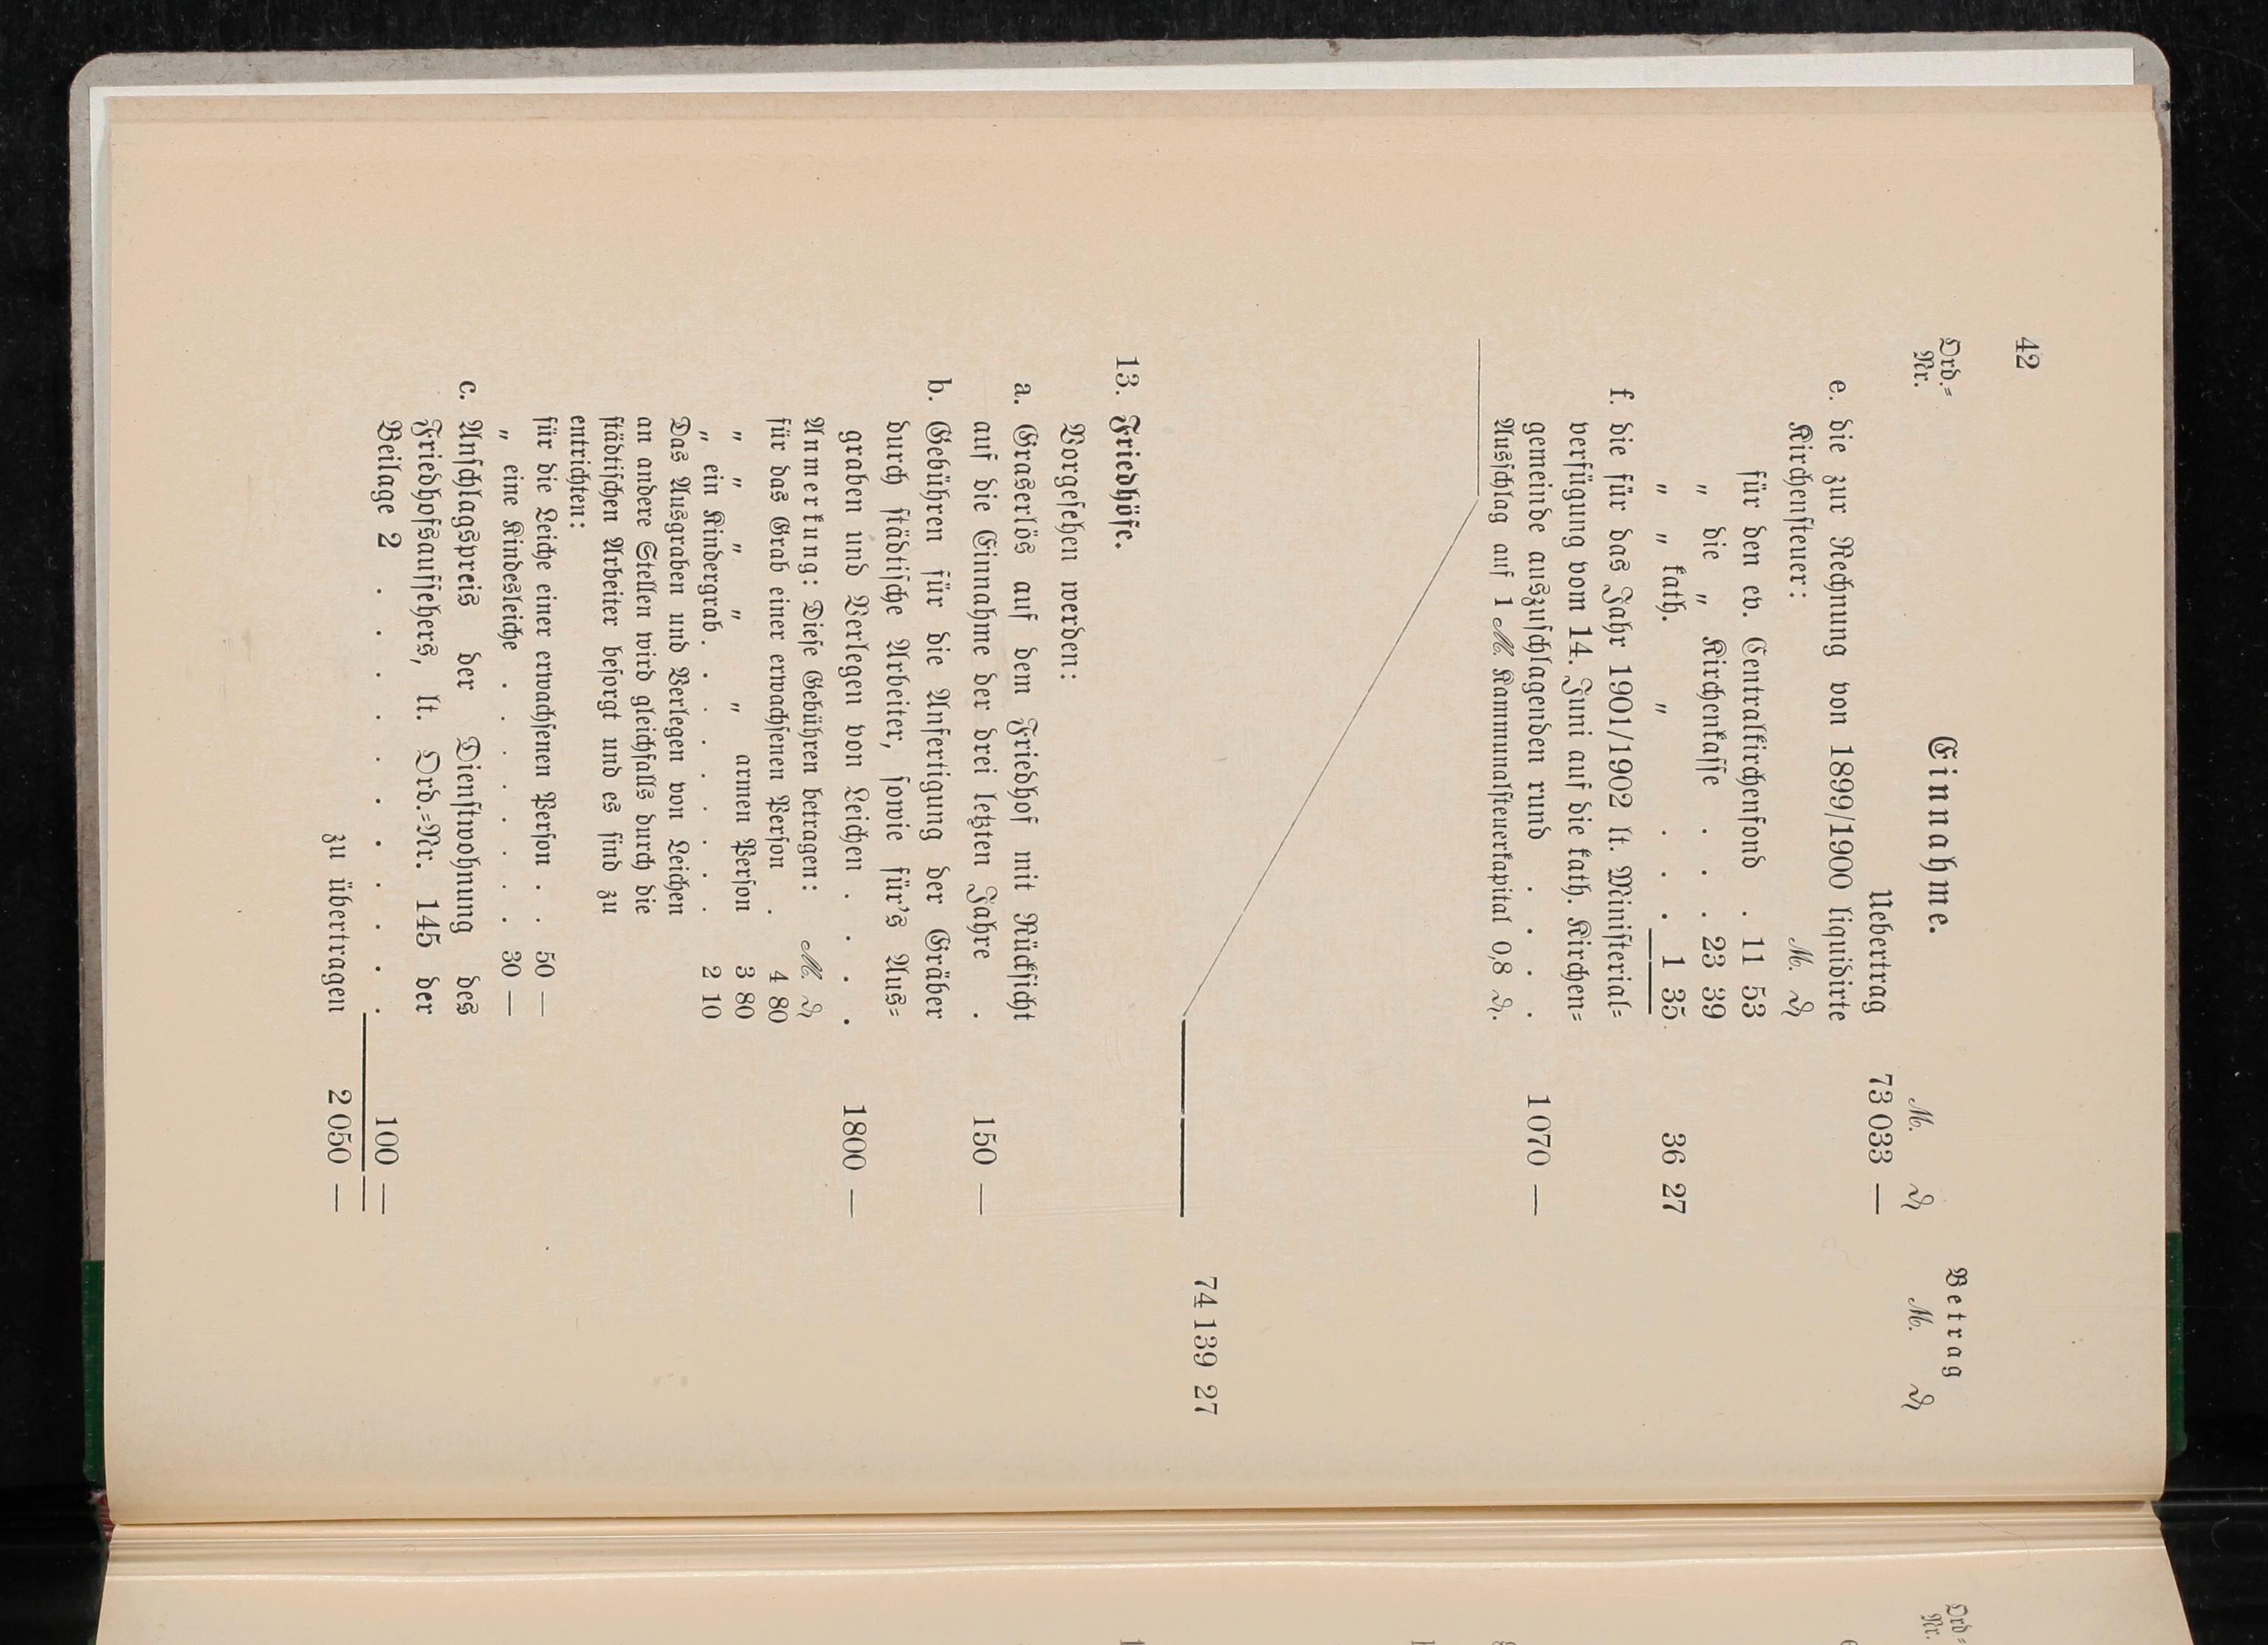 42
Ord.= Nr.
Einnahme.
Betrag
M. ₰ M. ₰
Uebertrag 73 033 —
e. die zur Rechnung von 1899/1900 liquidirte
Kirchensteuer: M. ₰
für den ev. Centralkirchenfond . 11 53
" die " Kirchenkasse . . . 23 39
" " kath. " . . . 1 35 36 27
f. die für das Jahr 1901/1902 lt. Ministerial=
verfügung vom 14. Juni auf die kath. Kirchen=
gemeinde auszuschlagenden rund . . . . 1070 —
Ausschlag auf 1 M. Kammunalsteuerkapital 0,8 ₰.
74 139 27
13. Friedhöfe.
Vorgesehen werden:
a. Graserlös auf dem Friedhof mit Rücksicht
auf die Einnahme der drei letzten Jahre . 150 —
b. Gebühren für die Anfertigung der Gräber
durch städtische Arbeiter, sowie für's Aus=
graben und Verlegen von Leichen . . . . 1800 —
Anmerkung: Diese Gebühren betragen: M. ₰
für das Grab einer erwachsenen Person . 4 80
" " " " " armen Person 3 80
" ein Kindergrab. . . . . . . . 2 10
Das Ausgraben und Verlegen von Leichen
an andere Stellen wird gleichfalls durch die
städtischen Arbeiter besorgt und es sind zu
entrichten:
für die Leiche einer erwachsenen Person . . 50 —
" eine Kindesleiche . . . . . . . 30 —
c. Anschlagspreis der Dienstwohnung des
Friedhofsaufsehers, lt. Ord.=Nr. 145 der
Beilage 2 . . . . . . . . . . . 100 —
zu übertragen 2 050 —
Ord=
Nr.